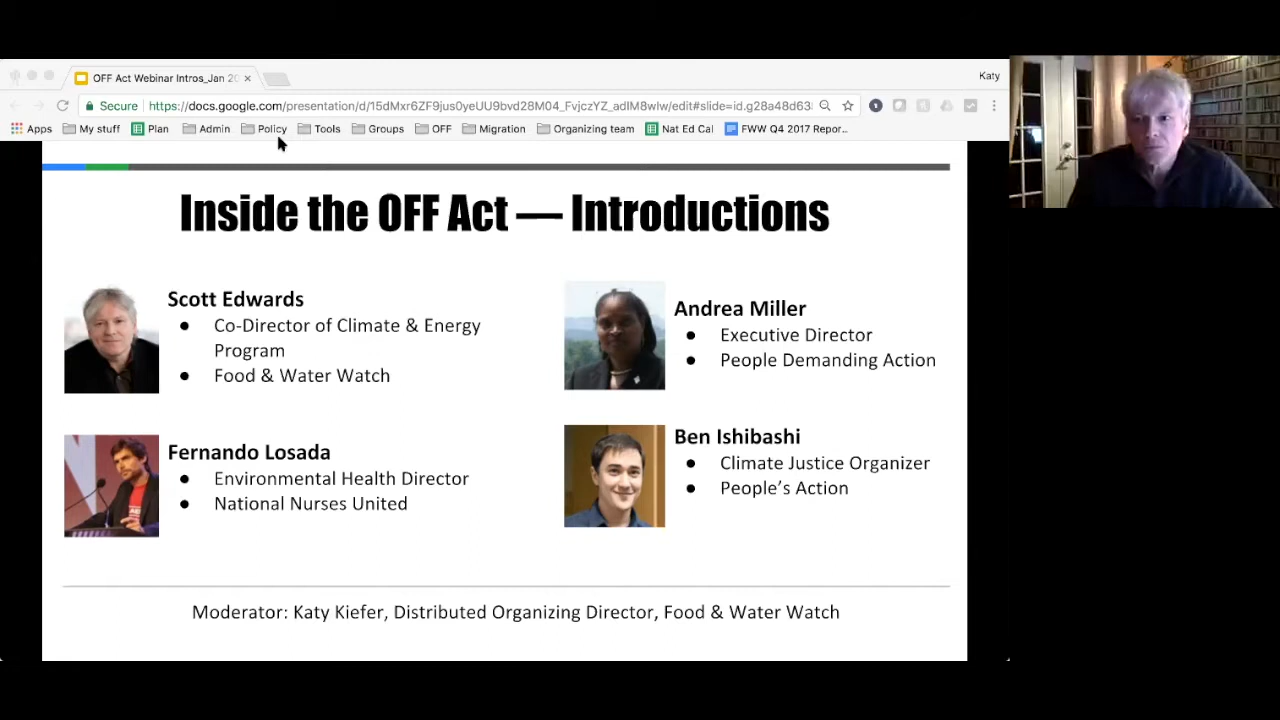 OFF Act Webinar Intros_Jan 20 ×
Katy
Secure https://docs.google.com/presentation/d/15dMxr6ZF9jus0yeUU9bvd28M04_FvjczYZ_adIM8wlw/edit#slide=id.g28a48d63
Apps My stuff Plan Admin Policy Tools Groups OFF Migration Organizing team Nat Ed Cal FWW Q4 2017 Repor...
Inside the OFF Act — Introductions
Scott Edwards
● Co-Director of Climate & Energy
Program
● Food & Water Watch
Andrea Miller
● Executive Director
● People Demanding Action
Fernando Losada
● Environmental Health Director
● National Nurses United
Ben Ishibashi
● Climate Justice Organizer
● People’s Action
Moderator: Katy Kiefer, Distributed Organizing Director, Food & Water Watch